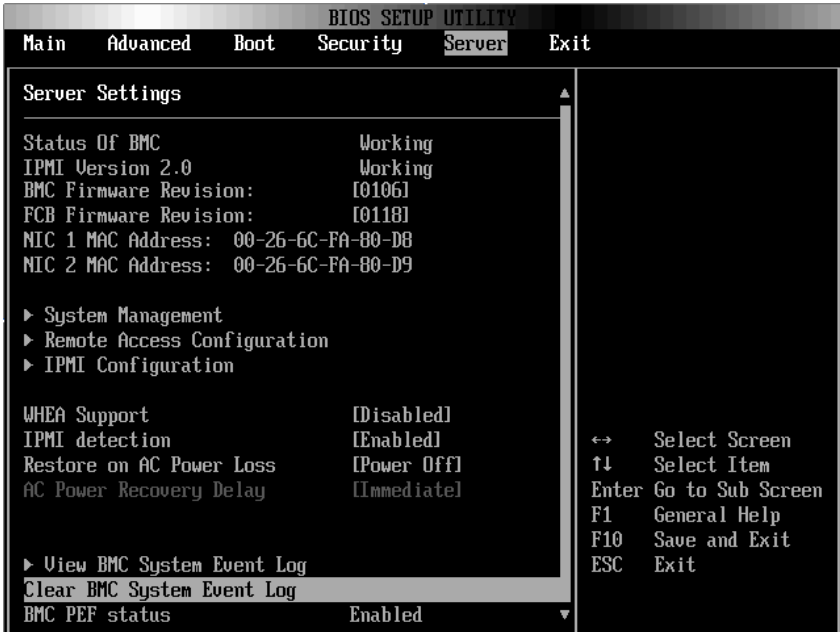 BIOS SETUP UTILITY
Main Advanced Boot Security Server Exit
Server Settings
Status Of BMC Working
IPMI Version 2.0 Working
BMC Firmware Revision: [0106]
FCB Firmware Revision: [0118]
NIC 1 MAC Address: 00-26-6C-FA-80-D8
NIC 2 MAC Address: 00-26-6C-FA-80-D9
System Management
Remote Access Configuration
IPMI Configuration
WHEA Support [Disabled]
IPMI detection [Enabled]
Restore on AC Power Loss [Power Off]
AC Power Recovery Delay [Immediate]
View BMC System Event Log
Clear BMC System Event Log
BMC PEF status Enabled
↔ Select Screen
↑↓ Select Item
Enter Go to Sub Screen
F1 General Help
F10 Save and Exit
ESC Exit